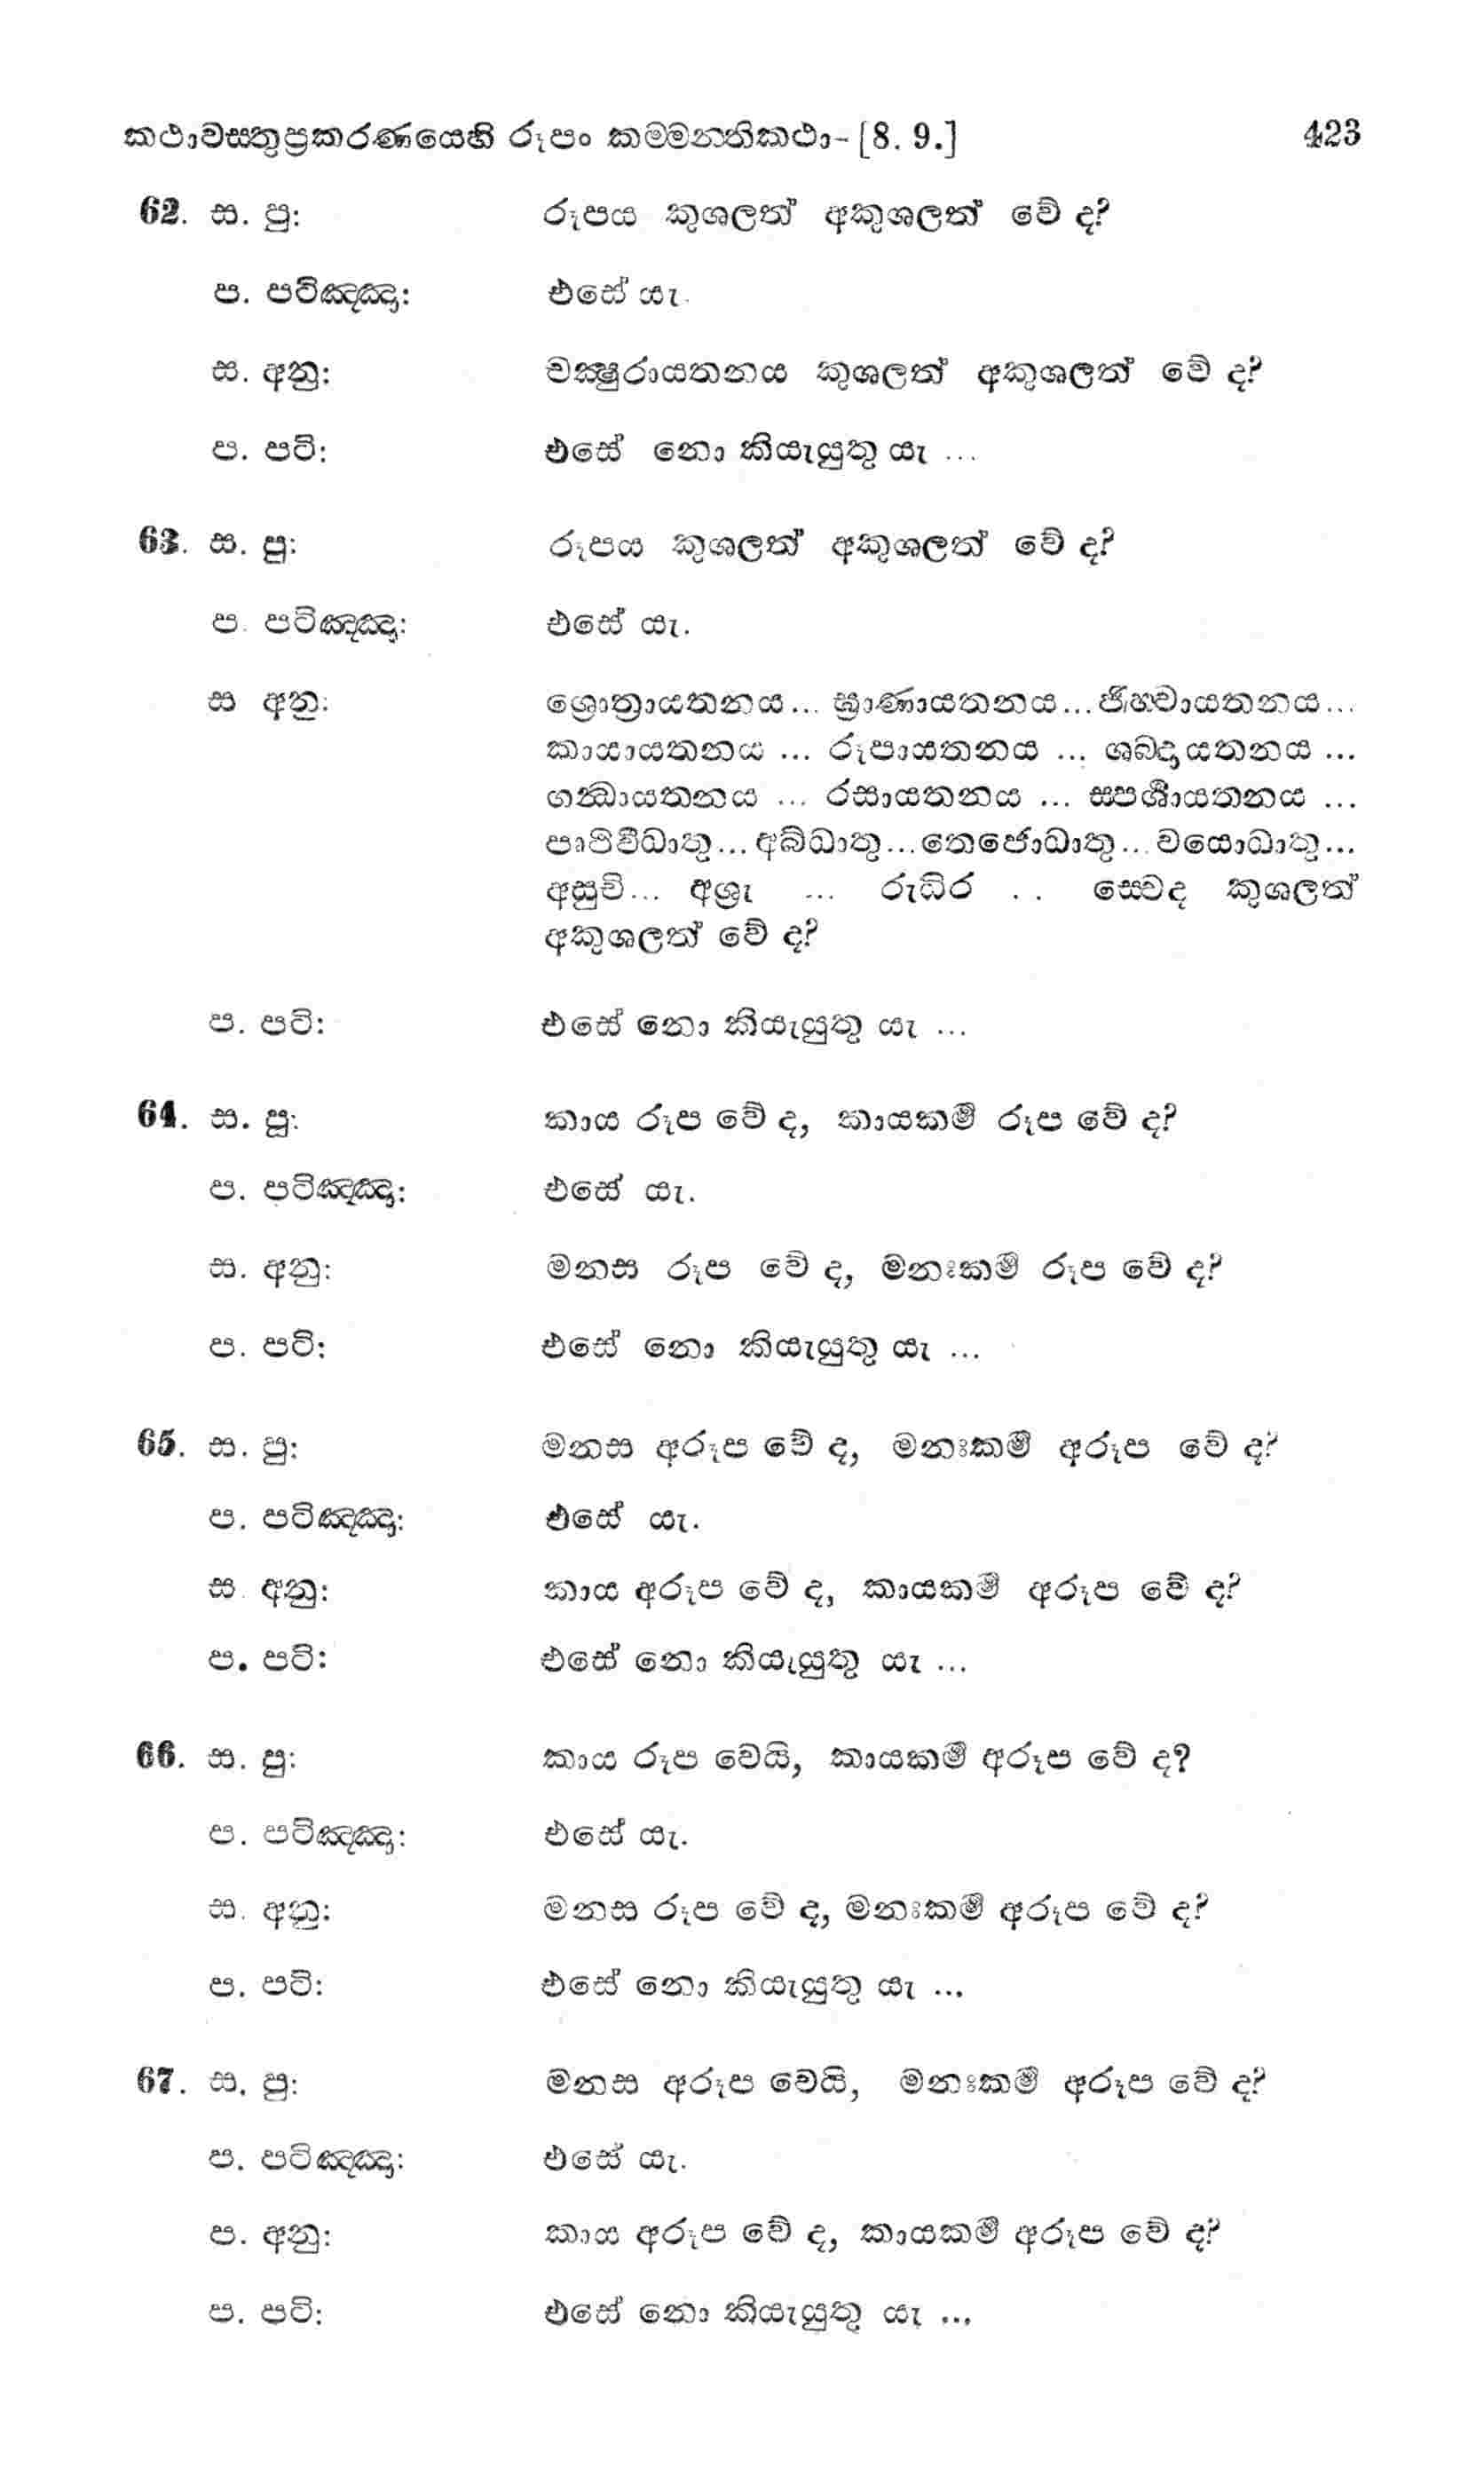 කථාවස්තුප්‍රකරණයෙහි රූපං කම්මන්තිකථා-[8. 9.] 423
62. ස. පු: රූපය කුශලත් අකුශලත් වේ ද?
ප. පටිඤ්ඤා: එසේ යැ.
ස. අනු: චක්‍ෂුරායතනය කුශලත් අකුශලත් වේ ද?
ප. පටි: එසේ නො කියැයුතු යැ ...
63. ස. පු: රූපය කුශලත් අකුශලත් වේ ද?
ප. පටිඤ්ඤා: එසේ යැ.
ස අනු: ශ්‍රොත්‍රායතනය... ඝ්‍රාණායතනය... ජිහ්වායතනය...
කායායතනය ... රූපායතනය ... ශබ්දායතනය ...
ගන්ධායතනය ... රසායතනය ... ස්පර්‍ශායතනය ...
පෘථිවීධාතු... අබ්ධාතු... තෙජොධාතු... වයොධාතු...
අසුචි... අශ්‍රැ ... රුධිර .. ස්වෙද කුශලත්
අකුශලත් වේ ද?
ප. පටි: එසේ නො කියැයුතු යැ ...
64. ස. පු: කාය රූප වේ ද, කායකර්‍ම රූප වේ ද?
ප. පටිඤ්ඤා: එසේ යැ.
ස. අනු: මනස රූප වේ ද, මනඃකර්‍ම රූප වේ ද?
ප. පටි: එසේ නො කියැයුතු යැ ...
65. ස. පු: මනස අරූප වේ ද, මනඃකර්‍ම අරූප වේ ද?
ප. පටිඤ්ඤා: එසේ යැ.
ස. අනු: කාය අරූප වේ ද, කායකර්‍ම අරූප වේ ද?
ප. පටි: එසේ නො කියැයුතු යැ ...
66. ස. පු: කාය රූප වෙයි, කායකර්‍ම අරූප වේ ද?
ප. පටිඤ්ඤා: එසේ යැ.
ස. අනු: මනස රූප වේ ද, මනඃකර්‍ම අරූප වේ ද?
ප. පටි: එසේ නො කියැයුතු යැ ...
67. ස. පු: මනස අරූප වෙයි, මනඃකර්‍ම අරූප වේ ද?
ප. පටිඤ්ඤා: එසේ යැ.
ප. අනු: කාය අරූප වේ ද, කායකර්‍ම අරූප වේ ද?
ප. පටි: එසේ නො කියැයුතු යැ ...